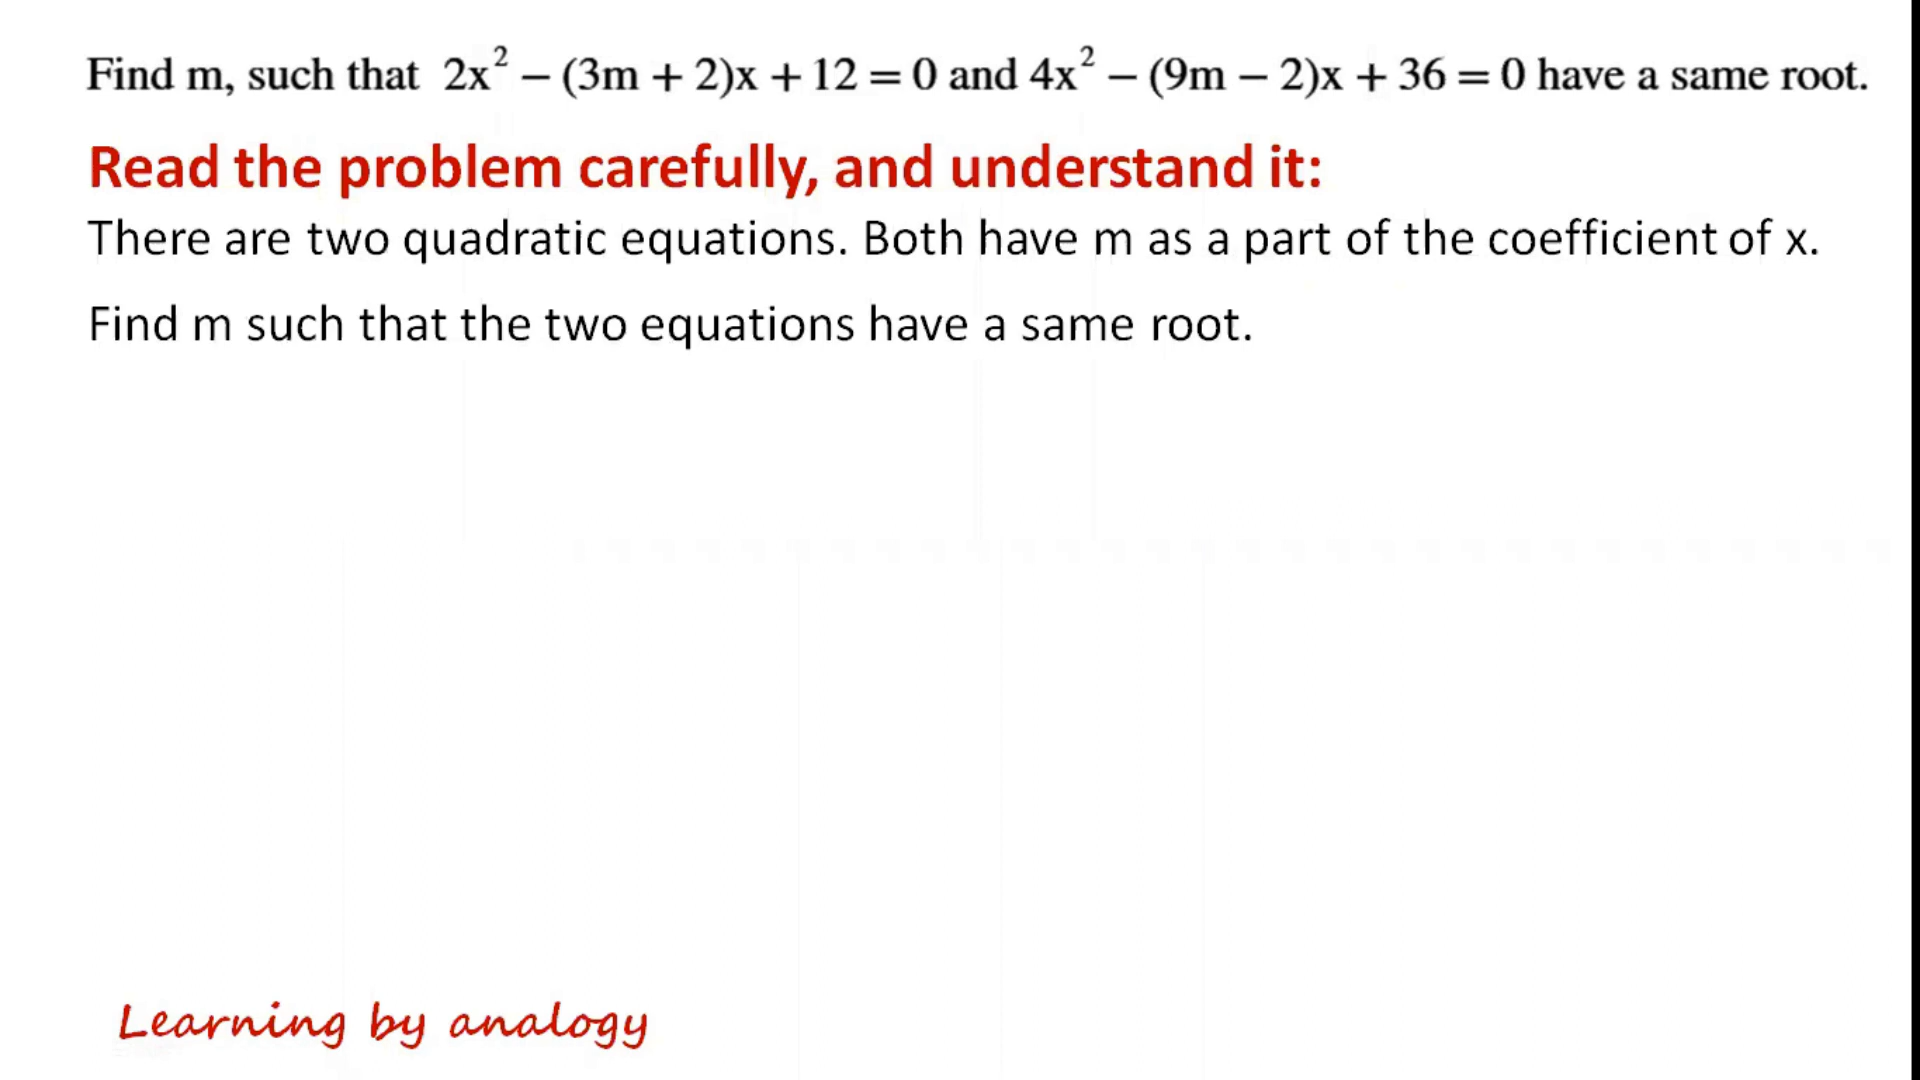 Find m, such that 2x² − (3m + 2)x + 12 = 0 and 4x² − (9m − 2)x + 36 = 0 have a same root.
Read the problem carefully, and understand it:
There are two quadratic equations. Both have m as a part of the coefficient of x.
Find m such that the two equations have a same root.
Learning by analogy